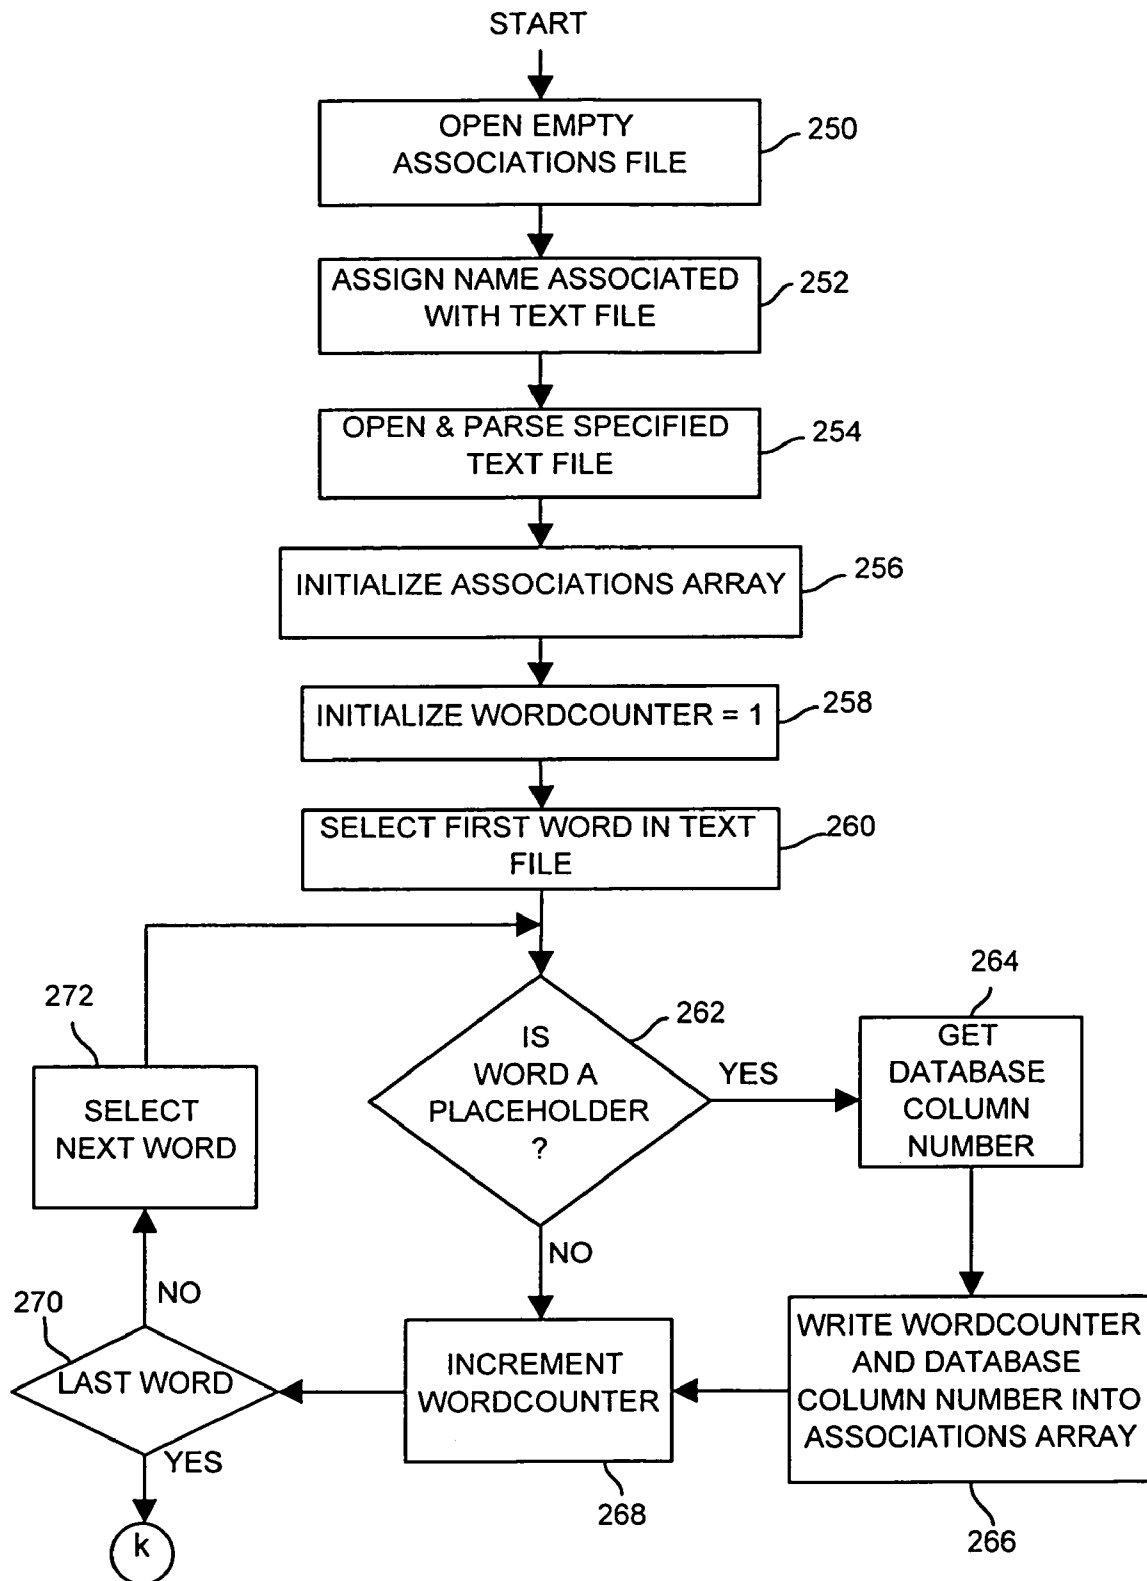 START
OPEN EMPTY
ASSOCIATIONS FILE
250
ASSIGN NAME ASSOCIATED
WITH TEXT FILE
252
OPEN & PARSE SPECIFIED
TEXT FILE
254
INITIALIZE ASSOCIATIONS ARRAY
256
INITIALIZE WORDCOUNTER = 1
258
SELECT FIRST WORD IN TEXT
FILE
260
IS
WORD A
PLACEHOLDER
?
262
YES
GET
DATABASE
COLUMN
NUMBER
264
WRITE WORDCOUNTER
AND DATABASE
COLUMN NUMBER INTO
ASSOCIATIONS ARRAY
266
NO
INCREMENT
WORDCOUNTER
268
LAST WORD
270
NO
SELECT
NEXT WORD
272
YES
k